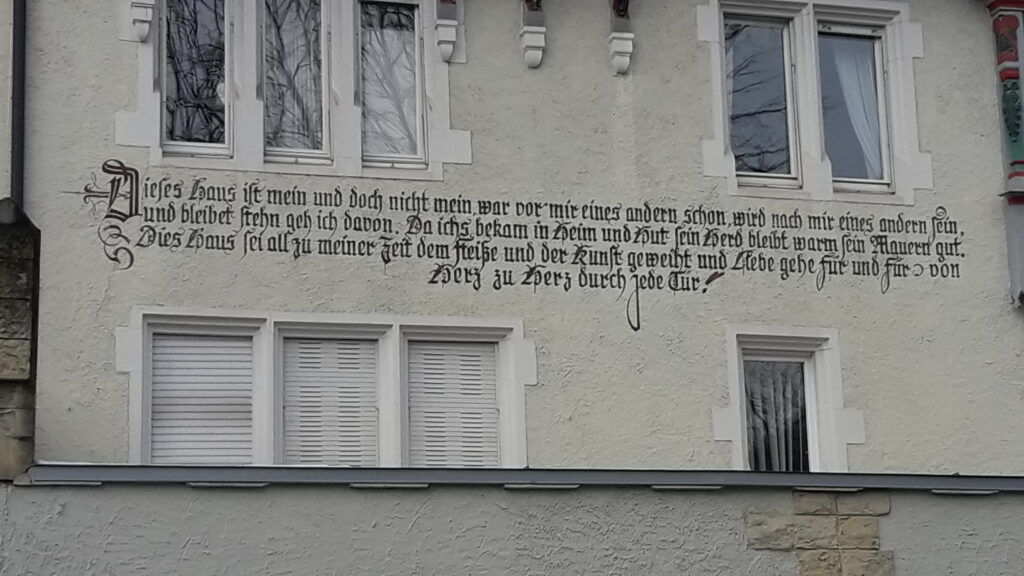 Dieses Haus ist mein und doch nicht mein, war vor mir eines andern schon, wird nach mir eines andern sein,
und bleibet stehn geh ich davon. Da ichs bekam in Heim und Hut sein Herd bleibt warm sein Mauern gut.
Dies Haus sei all zu meiner Zeit dem fleiße und der Kunst geweiht und Liebe gehe für und für von
Herz zu Herz durch jede Tür!